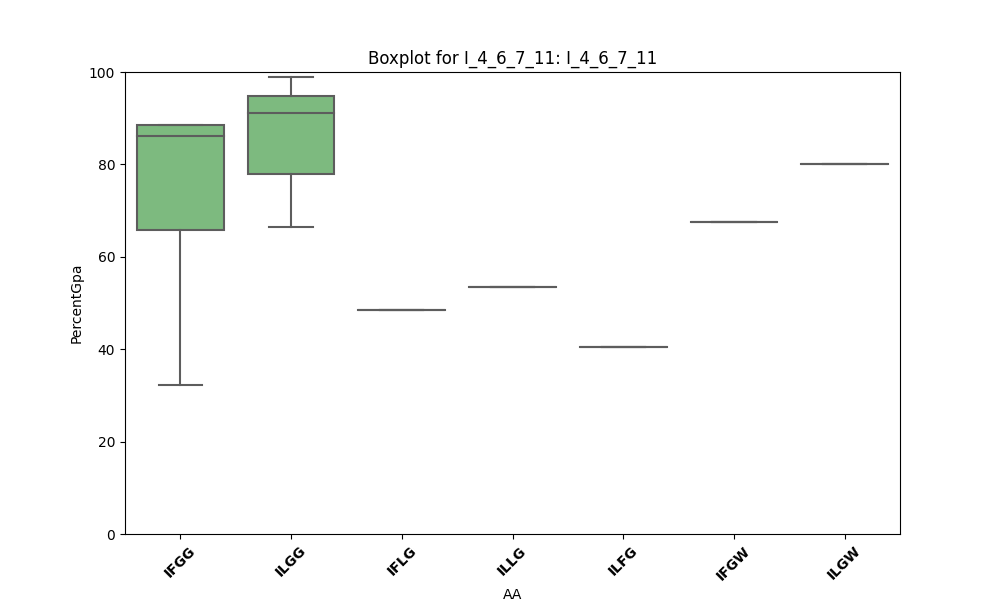 Boxplot for I_4_6_7_11: I_4_6_7_11
100
80
60
40
20
0
PercentGpa
IFGG
ILGG
IFLG
ILLG
ILFG
IFGW
ILGW
AA